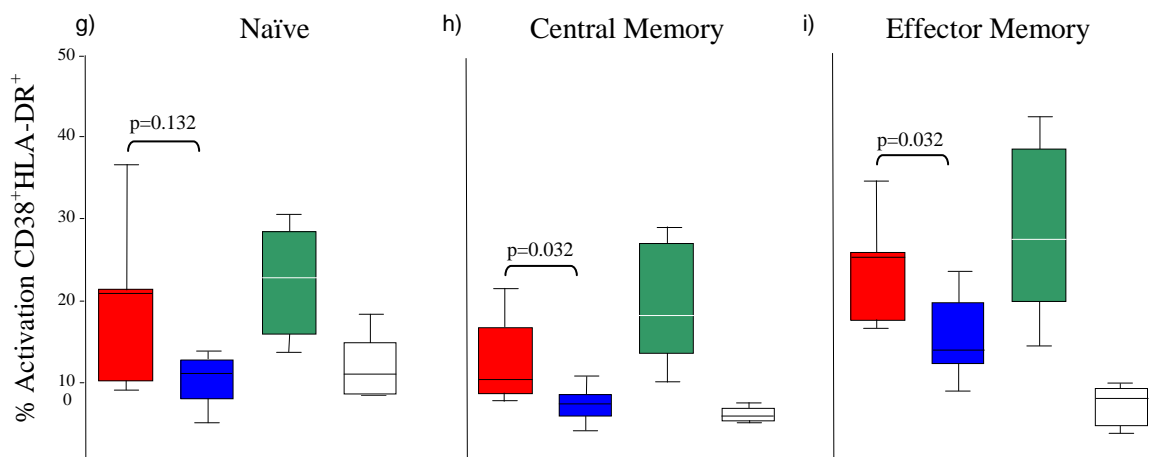 g) Naïve
h) Central Memory
i) Effector Memory
% Activation CD38+HLA-DR+
50
40
30
20
10
0
p=0.132
p=0.032
p=0.032